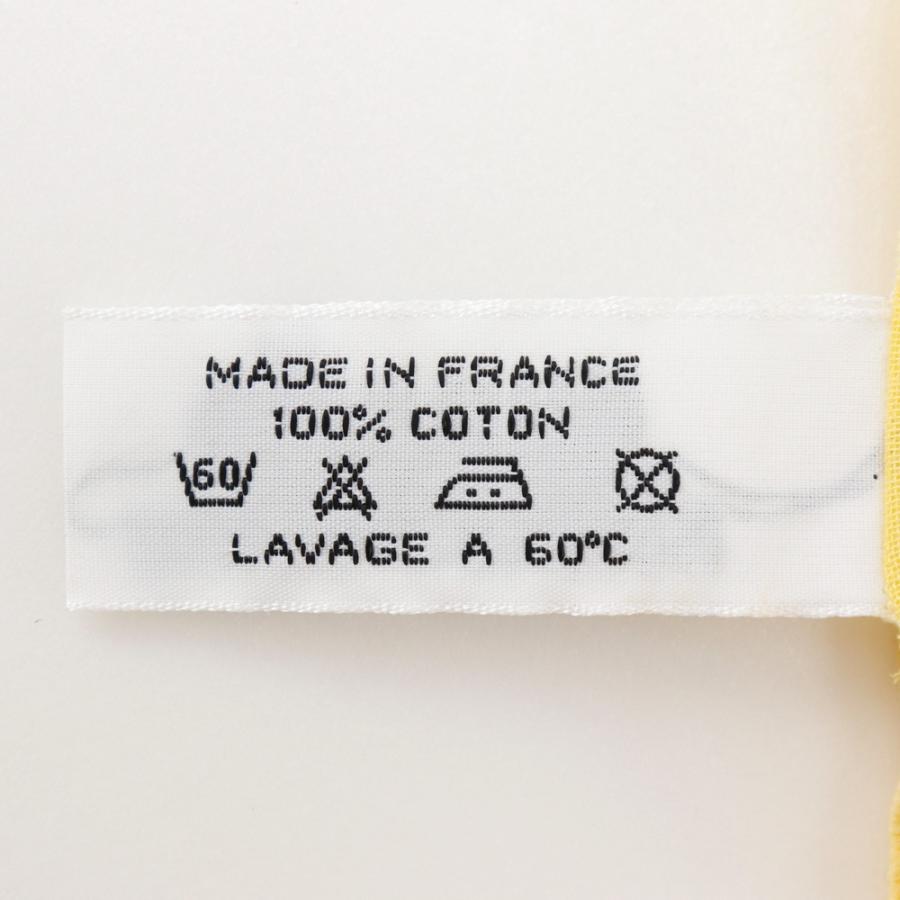 MADE IN FRANCE
100% COTON
60
LAVAGE A 60°C